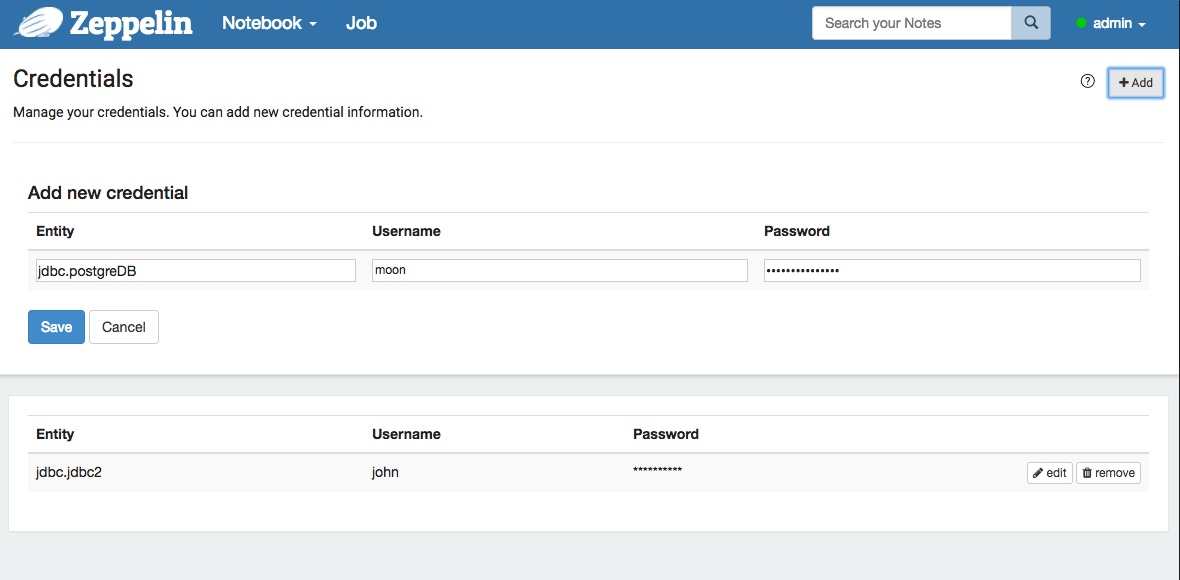 Zeppelin Notebook Job Search your Notes admin
Credentials
? + Add
Manage your credentials. You can add new credential information.
Add new credential
Entity Username Password
jdbc.postgreDB moon •••••••••••••••
Save Cancel
Entity Username Password
jdbc.jdbc2 john ********** edit remove